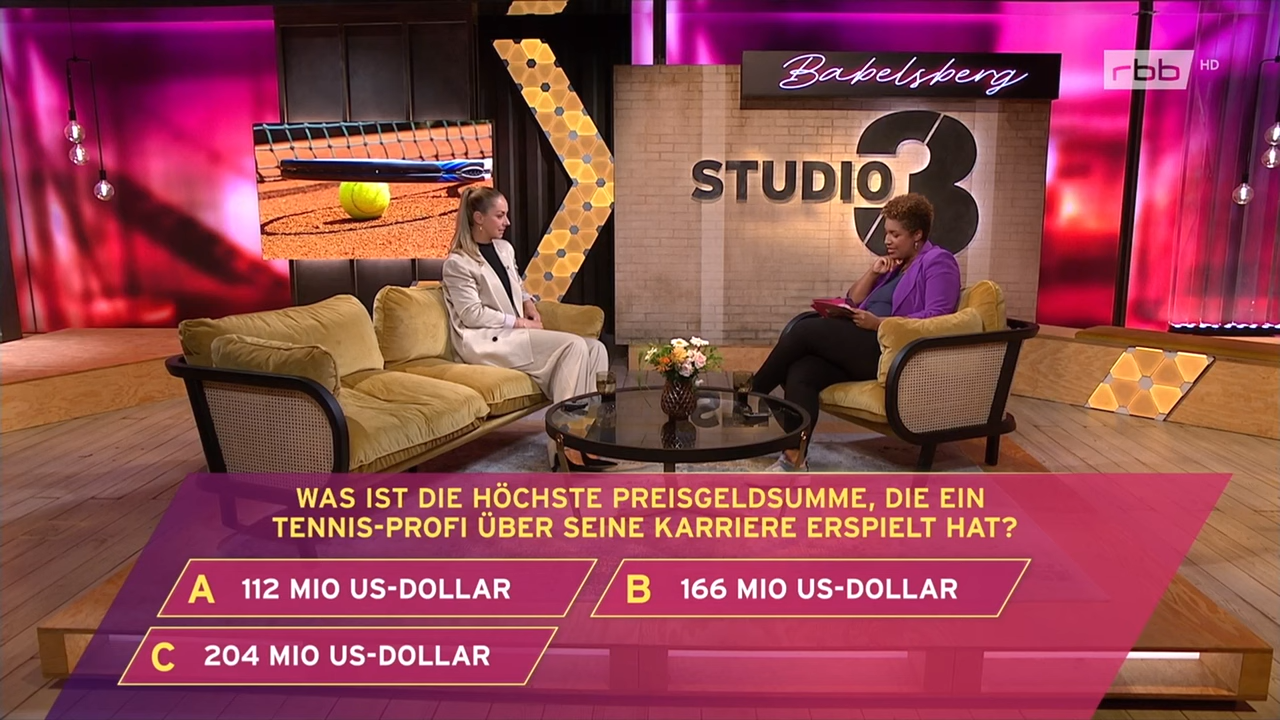 Babelsberg
rbb HD
STUDIO 3
WAS IST DIE HÖCHSTE PREISGELDSUMME, DIE EIN
TENNIS-PROFI ÜBER SEINE KARRIERE ERSPIELT HAT?
A 112 MIO US-DOLLAR
B 166 MIO US-DOLLAR
C 204 MIO US-DOLLAR